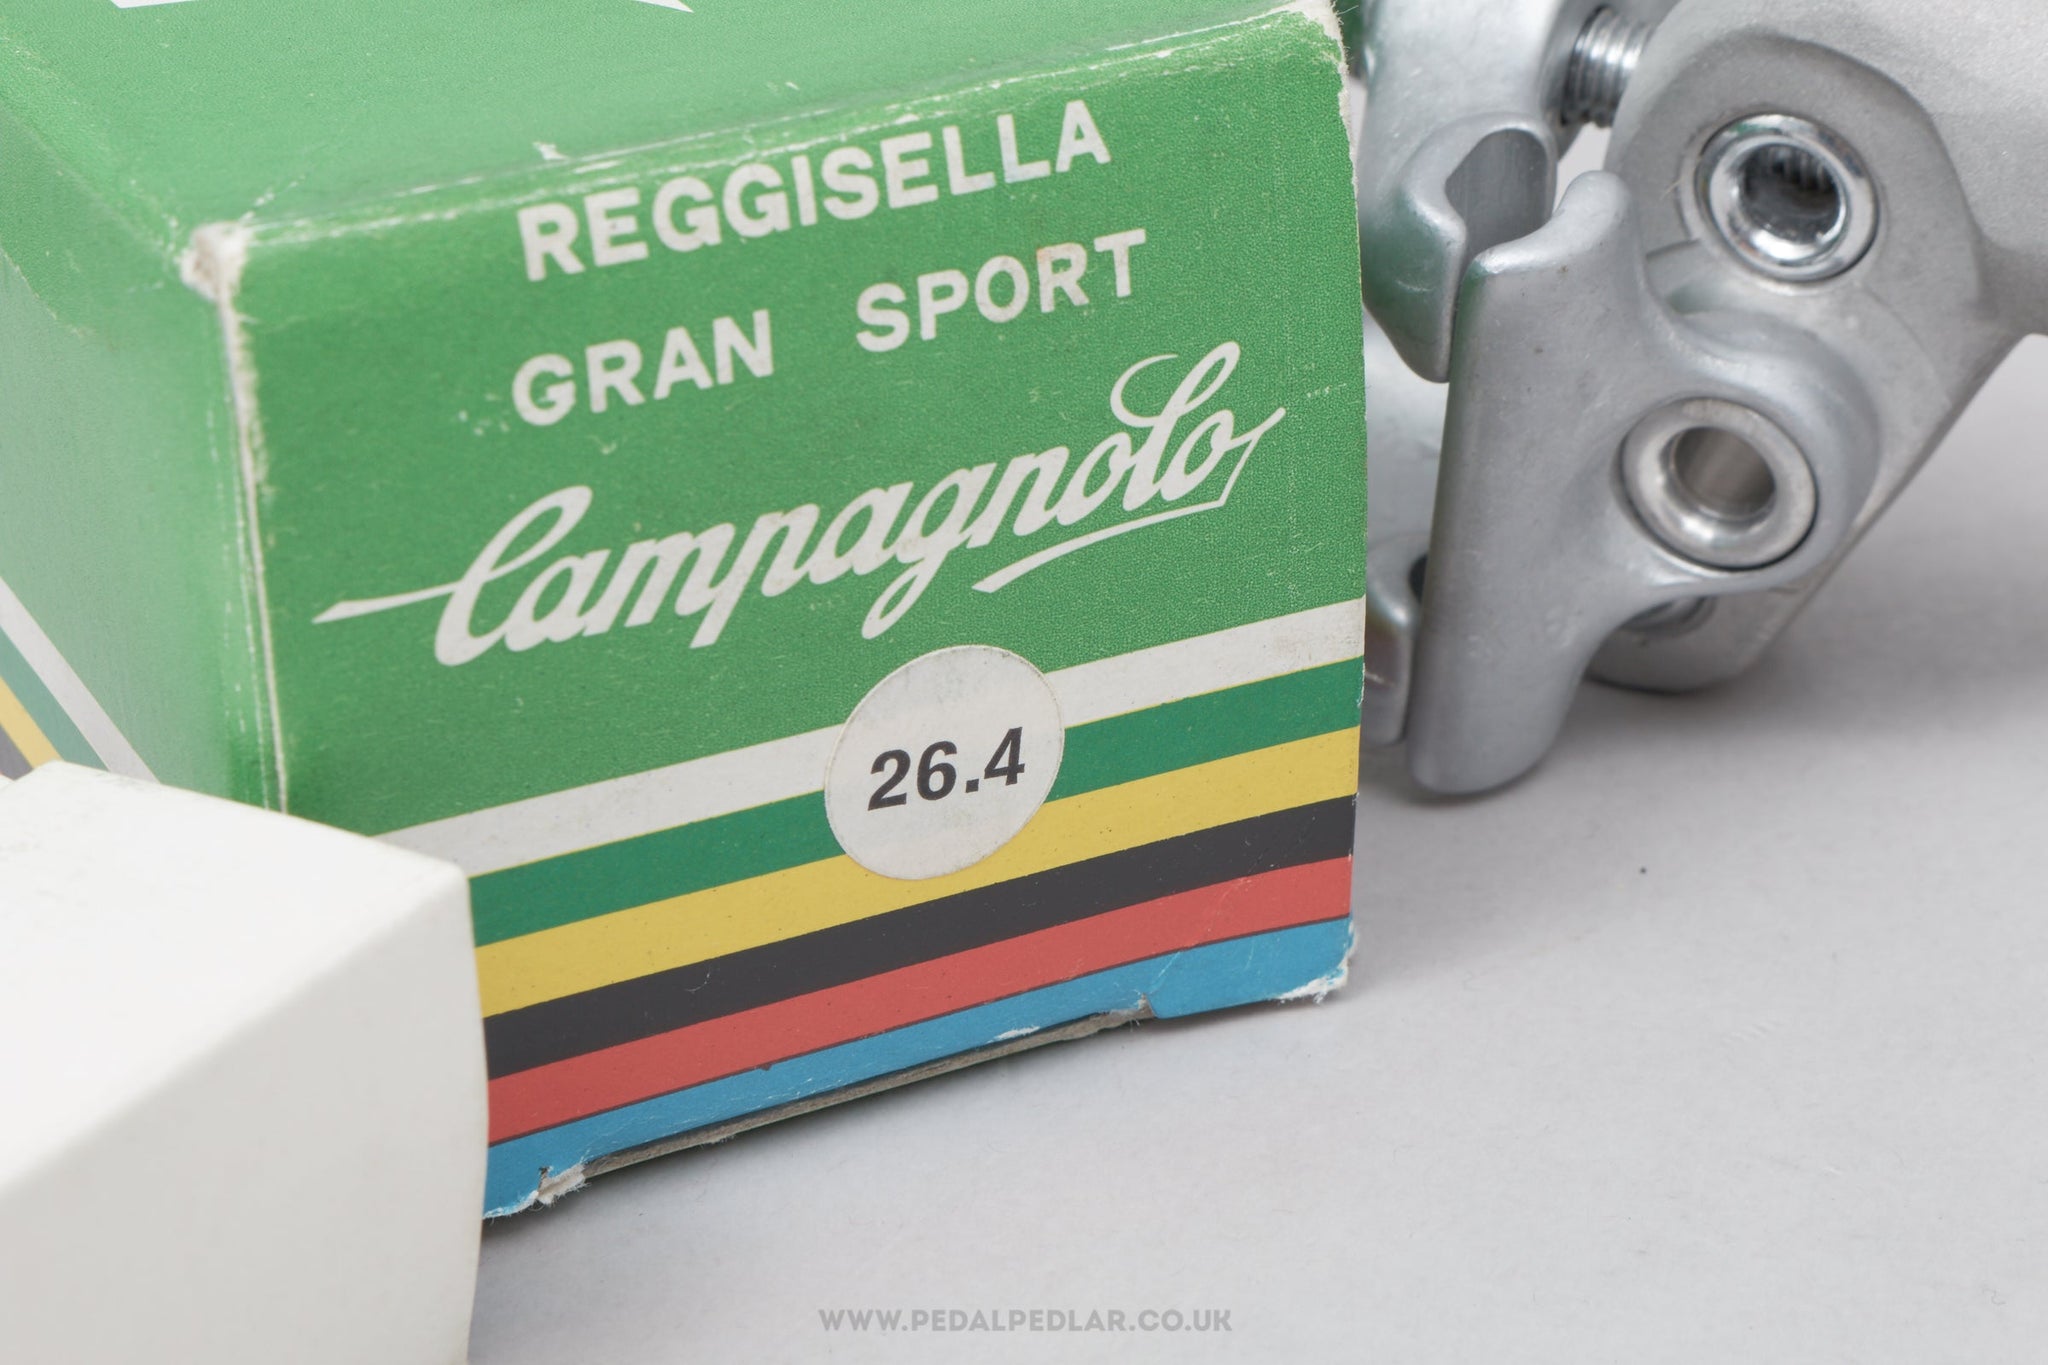 REGGISELLA
GRAN SPORT
Campagnolo
26.4
WWW.PEDALPEDLAR.CO.UK